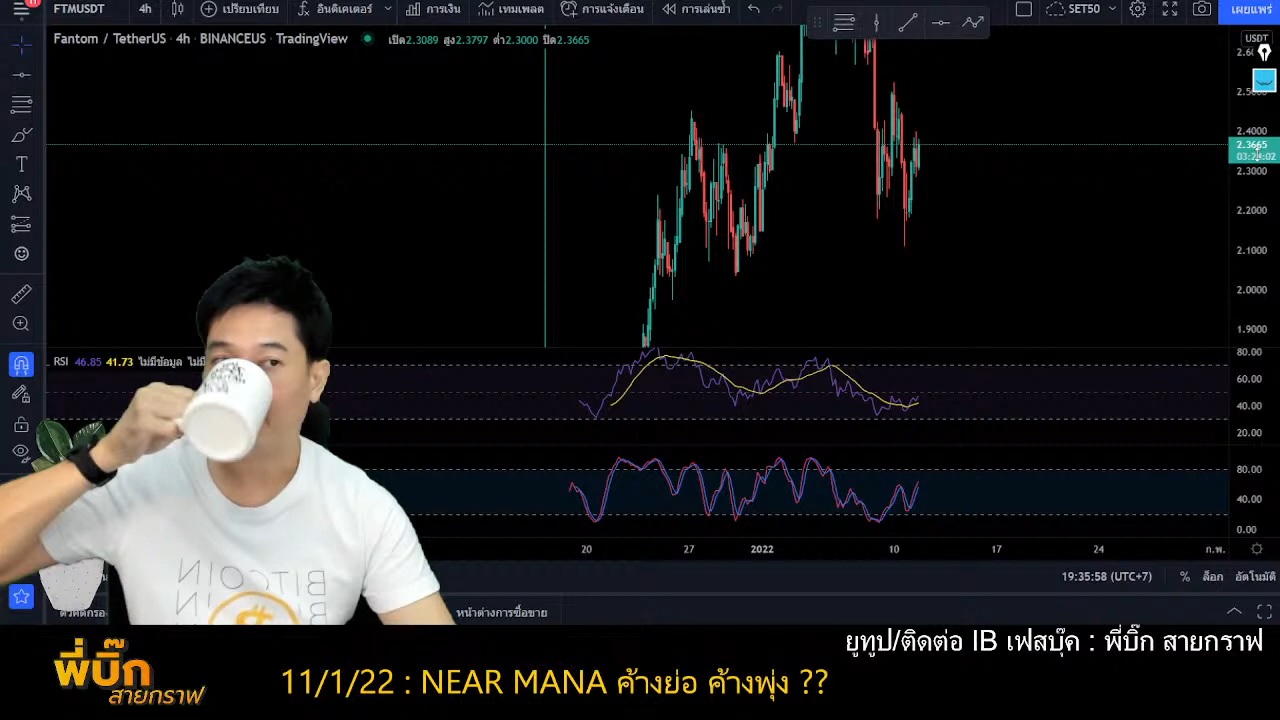 11
FTMUSDT 4h เปรียบเทียบ อินดิเคเตอร์ การเงิน เทมเพลต การแจ้งเตือน การเล่นซ้ำ SET50 เผยแพร่
Fantom / TetherUS · 4h · BINANCEUS · TradingView เปิด2.3089 สูง2.3797 ต่ำ2.3000 ปิด2.3665
USDT
2.4000
2.3665
2.3000
2.2000
2.1000
2.0000
1.9000
RSI 46.85 41.73 ไม่มีข้อมูล
80.00
60.00
40.00
20.00
80.00
40.00
0.00
20 27 2022 10 17 24 ก.พ.
19:35:58 (UTC+7) % ล็อก อัตโนมัติ
หน้าต่างการซื้อขาย
BITCOIN
ยูทูป/ติดต่อ IB เฟสบุ๊ค : พี่บิ๊ก สายกราฟ
พี่บิ๊ก
สายกราฟ
11/1/22 : NEAR MANA ค้างย่อ ค้างพุ่ง ??